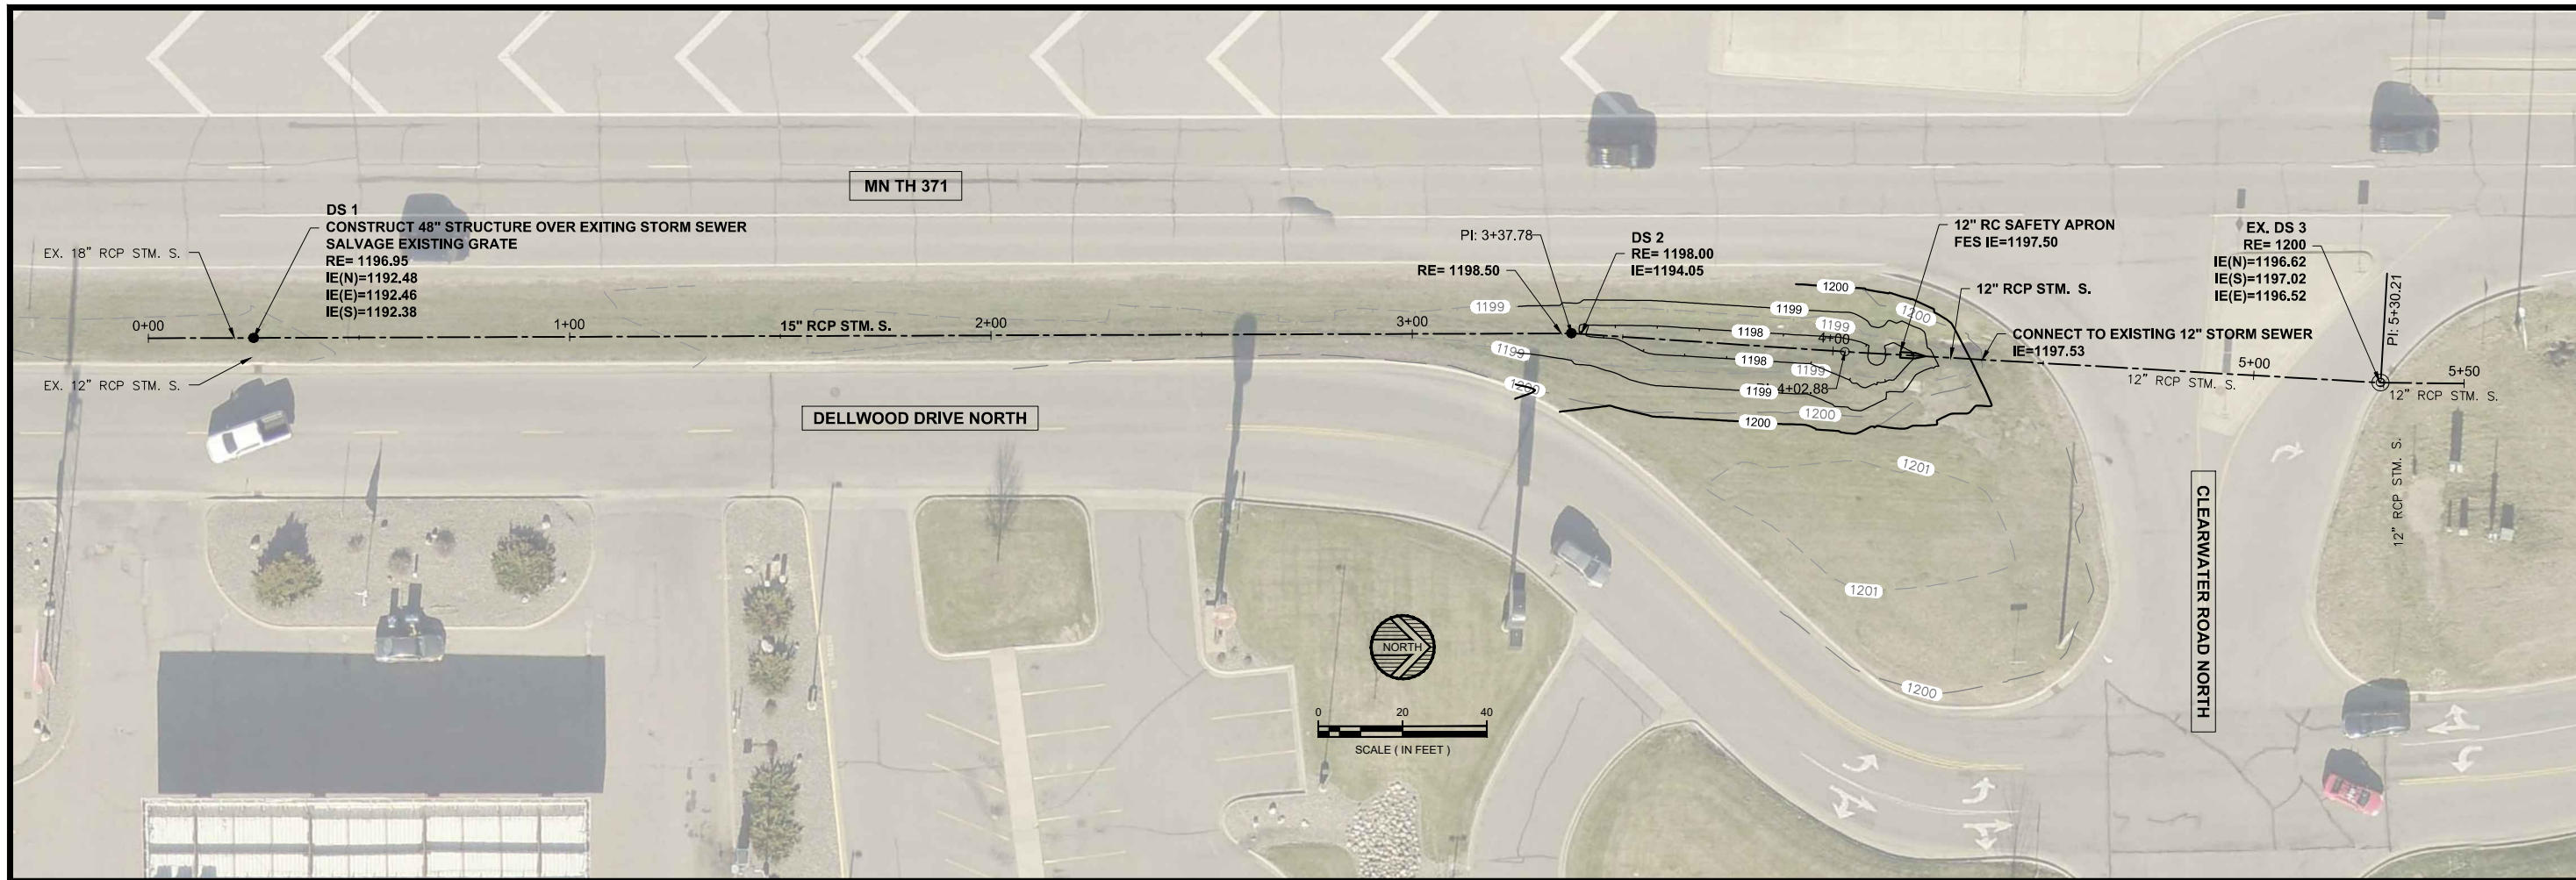 MN TH 371
DS 1
CONSTRUCT 48" STRUCTURE OVER EXITING STORM SEWER
SALVAGE EXISTING GRATE
RE= 1196.95
IE(N)=1192.48
IE(E)=1192.46
IE(S)=1192.38
EX. 18" RCP STM. S.
EX. 12" RCP STM. S.
0+00
1+00
15" RCP STM. S.
2+00
3+00
PI: 3+37.78
RE= 1198.50
DS 2
RE= 1198.00
IE=1194.05
12" RC SAFETY APRON
FES IE=1197.50
12" RCP STM. S.
CONNECT TO EXISTING 12" STORM SEWER
IE=1197.53
EX. DS 3
RE= 1200
IE(N)=1196.62
IE(S)=1197.02
IE(E)=1196.52
PI: 5+30.21
1200
1199
1199
1200
1199
1198
4+00
1199
1198
1199
1200
1199
4+02.88
1200
1200
12" RCP STM. S.
5+00
5+50
12" RCP STM. S.
12" RCP STM. S.
DELLWOOD DRIVE NORTH
1201
1201
1200
CLEARWATER ROAD NORTH
NORTH
0 20 40
SCALE ( IN FEET )